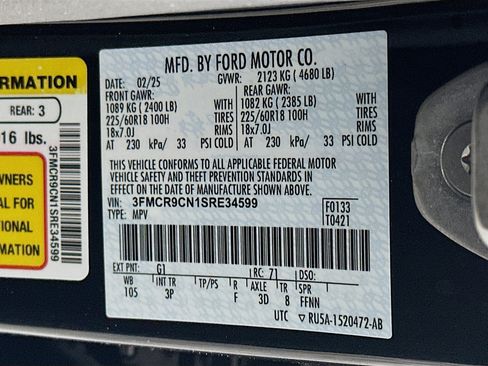 FORMATION
REAR: 3
16 lbs.
WNERS
AL FOR
TIONAL
MATION
3FMCR9CN1SRE34599
MFD. BY FORD MOTOR CO.
DATE: 02/25 GVWR: 2123 KG ( 4680 LB)
FRONT GAWR: REAR GAWR:
1089 KG ( 2400 LB) 1082 KG ( 2385 LB)
225/60R18 100H TIRES 225/60R18 100H TIRES
18x7.0J RIMS 18x7.0J RIMS
AT 230 kPa/ 33 PSI COLD AT 230 kPa/ 33 PSI COLD
THIS VEHICLE CONFORMS TO ALL APPLICABLE FEDERAL MOTOR
VEHICLE SAFETY AND THEFT PREVENTION STANDARDS IN
EFFECT ON THE DATE OF MANUFACTURE SHOWN ABOVE.
VIN: 3FMCR9CN1SRE34599 F0133
TYPE: MPV T0421
EXT PNT: G1 RC: 71 DSO:
WB INT TR TP/PS R AXLE TR SPR
105 3P F 3D 8 FFNN
UTC RU5A-1520472-AB